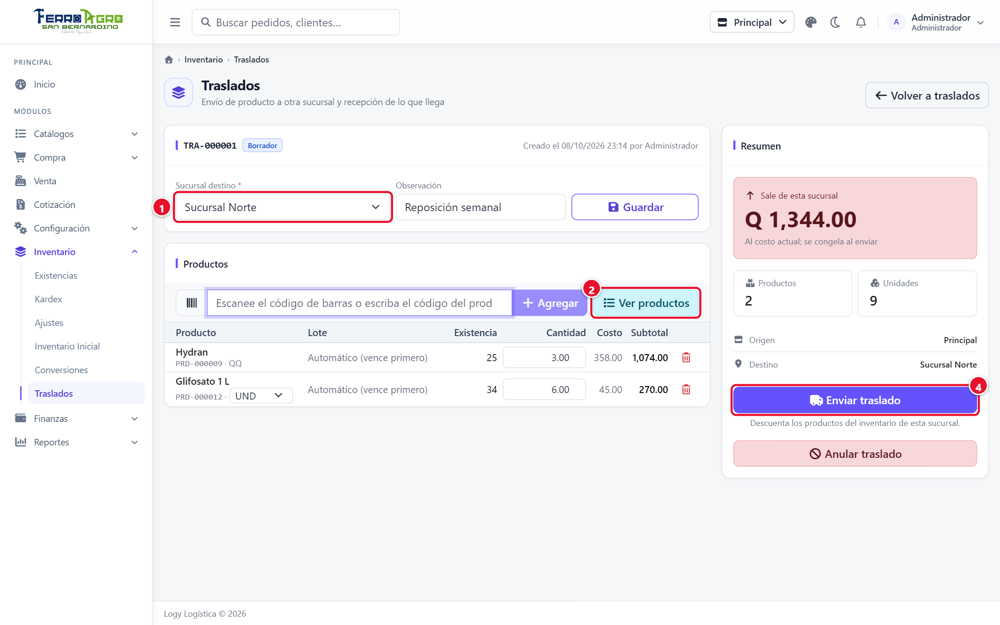 FERRO AGRO
SAN BERNARDINO
Buscar pedidos, clientes...
Principal
A
Administrador
Administrador
PRINCIPAL
Inicio
MÓDULOS
Catálogos
Compra
Venta
Cotización
Configuración
Inventario
Existencias
Kardex
Ajustes
Inventario Inicial
Conversiones
Traslados
Finanzas
Reportes
› Inventario › Traslados
Traslados
Envío de producto a otra sucursal y recepción de lo que llega
Volver a traslados
TRA-000001 Borrador
Creado el 08/10/2026 23:14 por Administrador
Sucursal destino *
Observación
1
Sucursal Norte
Reposición semanal
Guardar
Productos
Escanee el código de barras o escriba el código del prod
Agregar
2
Ver productos
Producto Lote Existencia Cantidad Costo Subtotal
Hydran
PRD-000009 · QQ
Automático (vence primero) 25 3.00 358.00 1,074.00
Glifosato 1 L
PRD-000012 · UND
Automático (vence primero) 34 6.00 45.00 270.00
Resumen
Sale de esta sucursal
Q 1,344.00
Al costo actual; se congela al enviar
Productos
2
Unidades
9
Origen Principal
Destino Sucursal Norte
4
Enviar traslado
Descuenta los productos del inventario de esta sucursal.
Anular traslado
Logy Logística © 2026